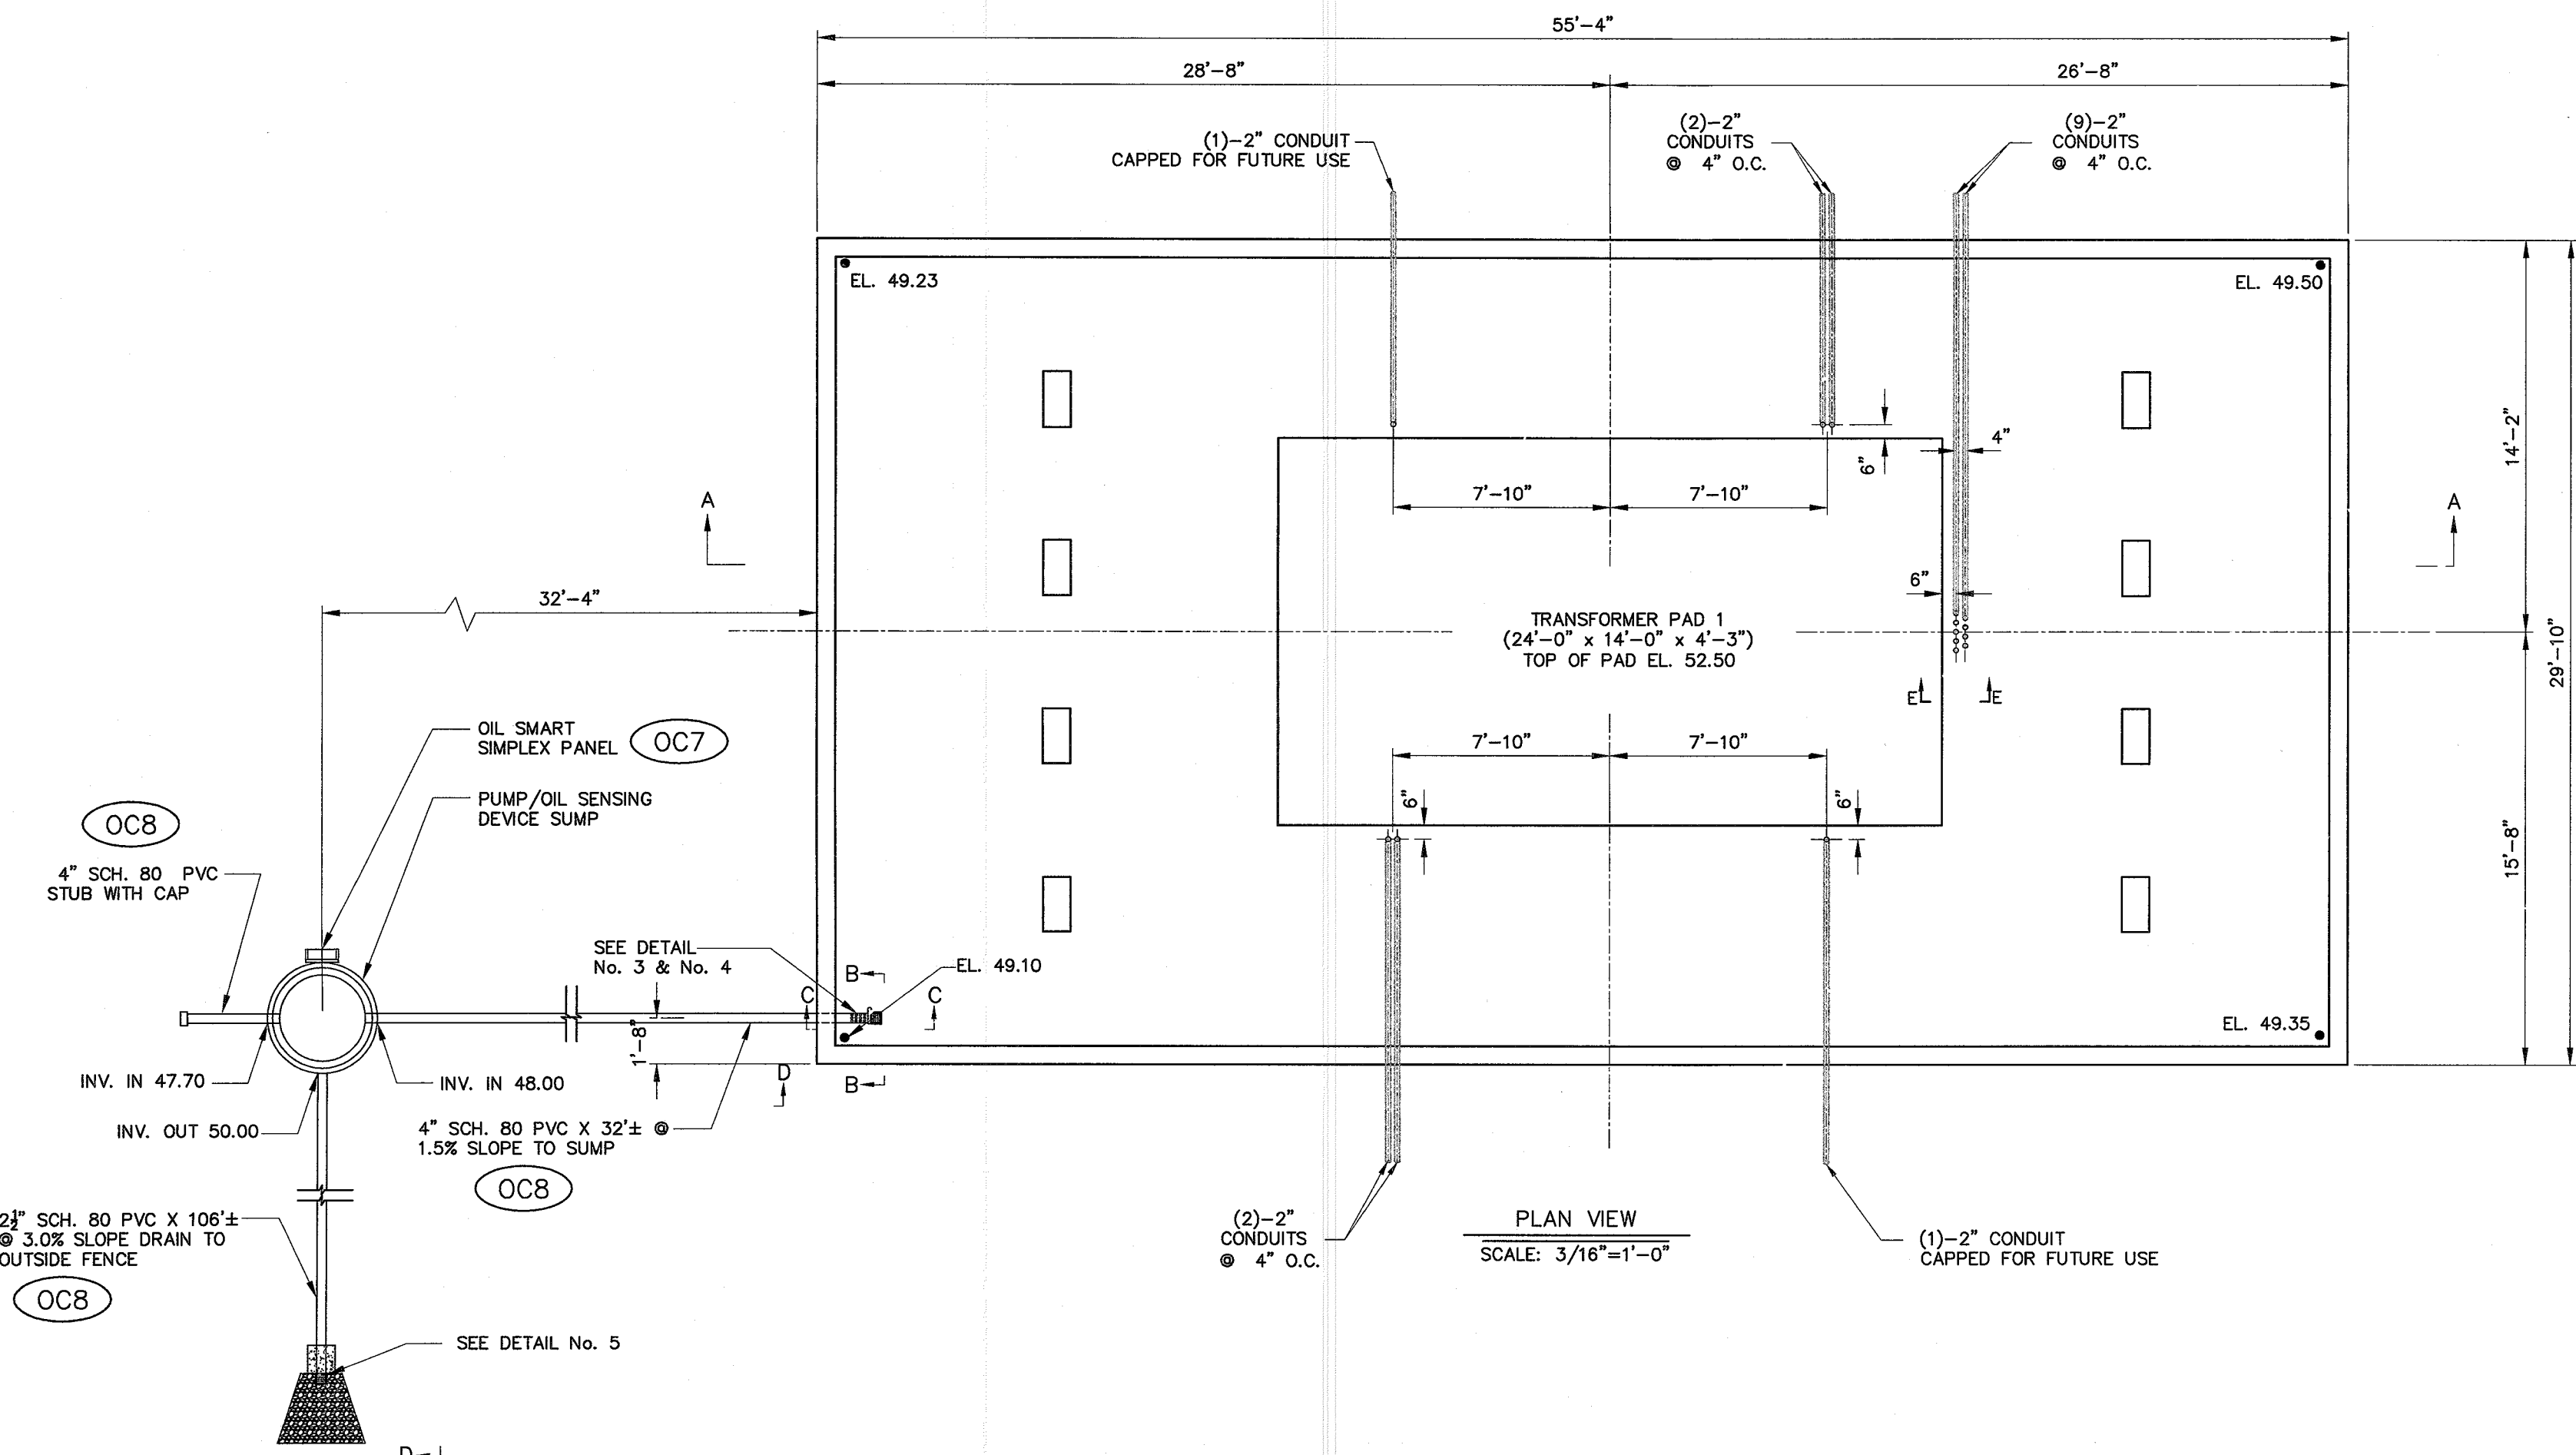 55'-4"
28'-8"
26'-8"
(1)-2" CONDUIT
CAPPED FOR FUTURE USE
(2)-2"
CONDUITS
@ 4" O.C.
(9)-2"
CONDUITS
@ 4" O.C.
EL. 49.23
EL. 49.50
14'-2"
4"
6"
7'-10"
7'-10"
A
A
6"
32'-4"
TRANSFORMER PAD 1
(24'-0" x 14'-0" x 4'-3")
TOP OF PAD EL. 52.50
29'-10"
E
E
OIL SMART
SIMPLEX PANEL
OC7
7'-10"
7'-10"
PUMP/OIL SENSING
DEVICE SUMP
6"
6"
OC8
15'-8"
4" SCH. 80 PVC
STUB WITH CAP
SEE DETAIL
No. 3 & No. 4
B
EL. 49.10
C
C
EL. 49.35
1'-8"
INV. IN 47.70
INV. IN 48.00
D
B
INV. OUT 50.00
4" SCH. 80 PVC X 32'± @
1.5% SLOPE TO SUMP
OC8
2½" SCH. 80 PVC X 106'±
@ 3.0% SLOPE DRAIN TO
OUTSIDE FENCE
OC8
(2)-2"
CONDUITS
@ 4" O.C.
PLAN VIEW
SCALE: 3/16"=1'-0"
(1)-2" CONDUIT
CAPPED FOR FUTURE USE
SEE DETAIL No. 5